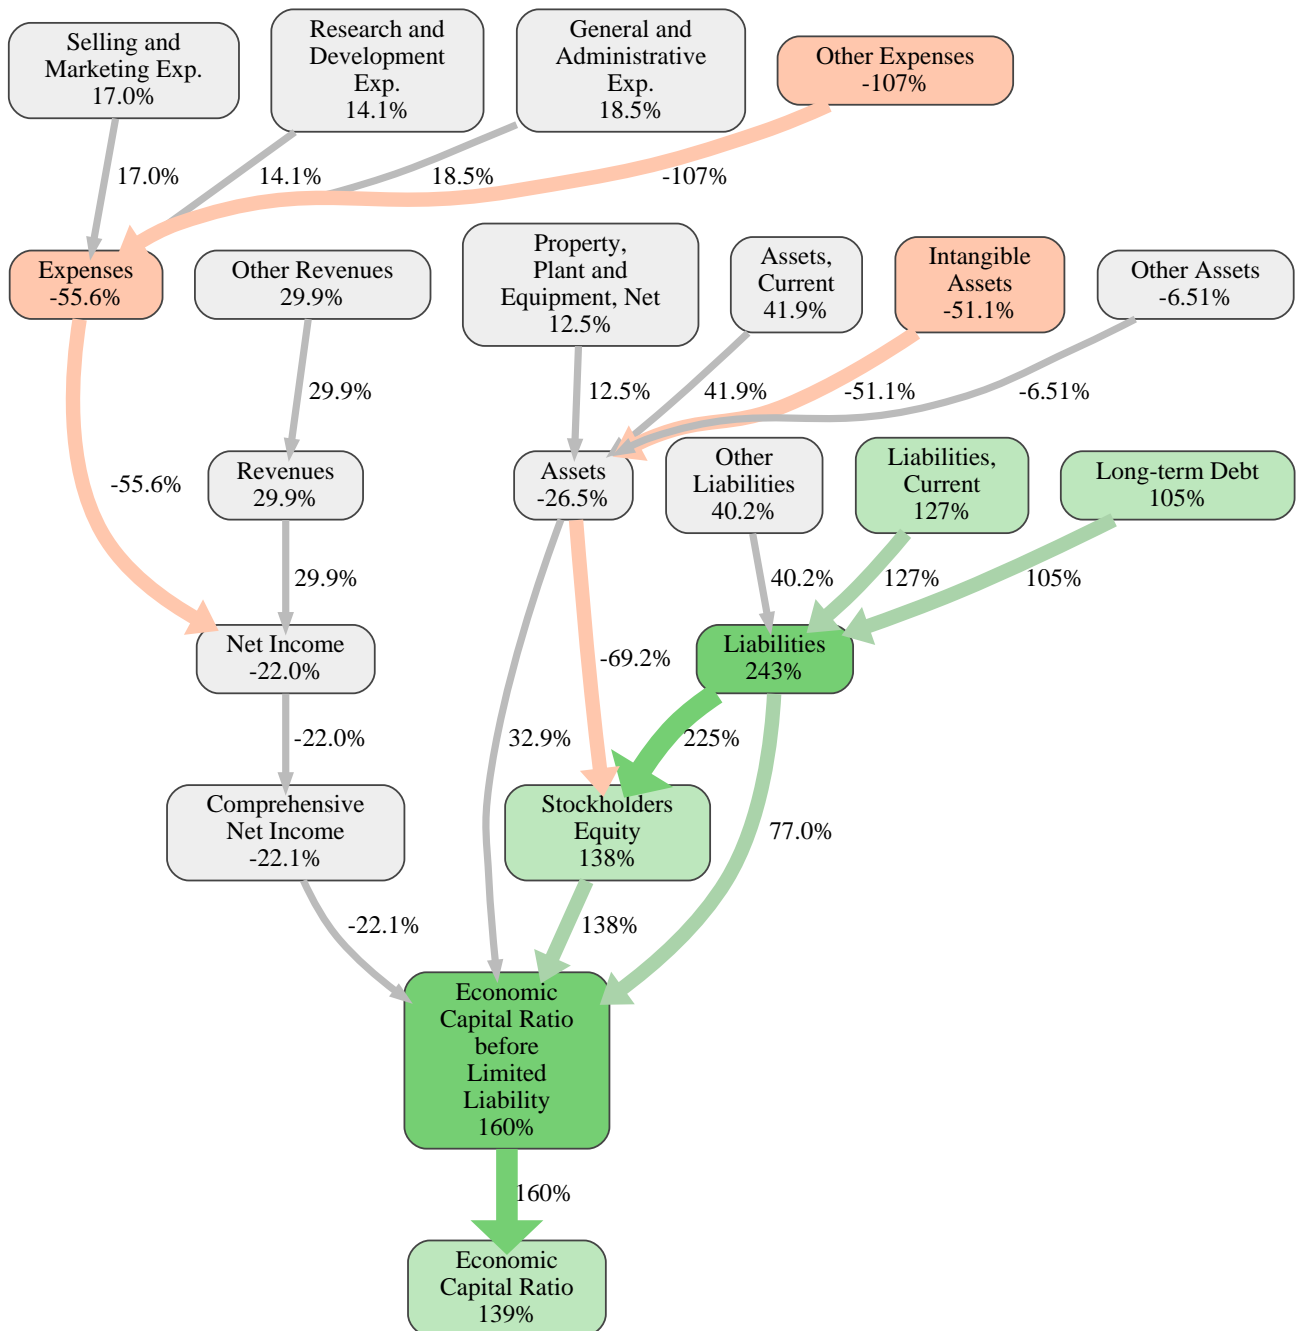 Selling and
Marketing Exp.
17.0%
Research and
Development
Exp.
14.1%
General and
Administrative
Exp.
18.5%
Other Expenses
-107%
17.0%
14.1%
18.5%
-107%
Expenses
-55.6%
Other Revenues
29.9%
Property,
Plant and
Equipment, Net
12.5%
Assets,
Current
41.9%
Intangible
Assets
-51.1%
Other Assets
-6.51%
29.9%
12.5%
41.9%
-51.1%
-6.51%
-55.6%
Revenues
29.9%
Assets
-26.5%
Other
Liabilities
40.2%
Liabilities,
Current
127%
Long-term Debt
105%
29.9%
40.2%
127%
105%
Net Income
-22.0%
-69.2%
Liabilities
243%
-22.0%
32.9%
225%
Comprehensive
Net Income
-22.1%
Stockholders
Equity
138%
77.0%
-22.1%
138%
Economic
Capital Ratio
before
Limited
Liability
160%
160%
Economic
Capital Ratio
139%